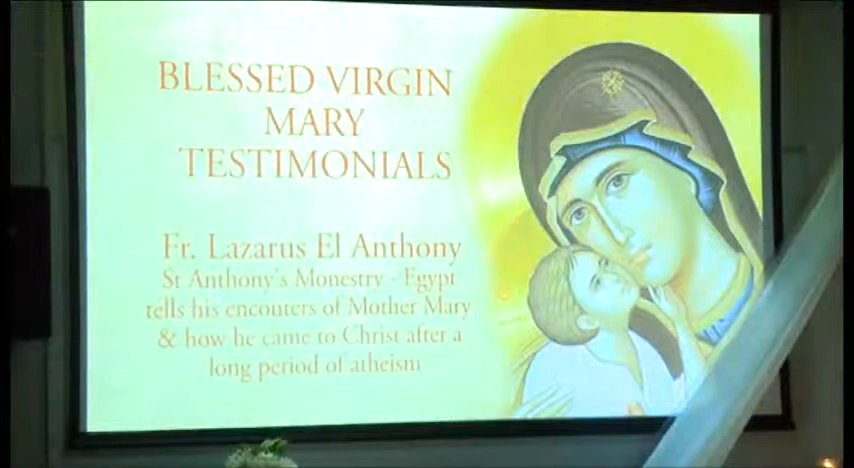 BLESSED VIRGIN
MARY
TESTIMONIALS
Fr. Lazarus El Anthony
St Anthony's Monestry - Egypt
tells his encounters of Mother Mary
& how he came to Christ after a
long period of atheism